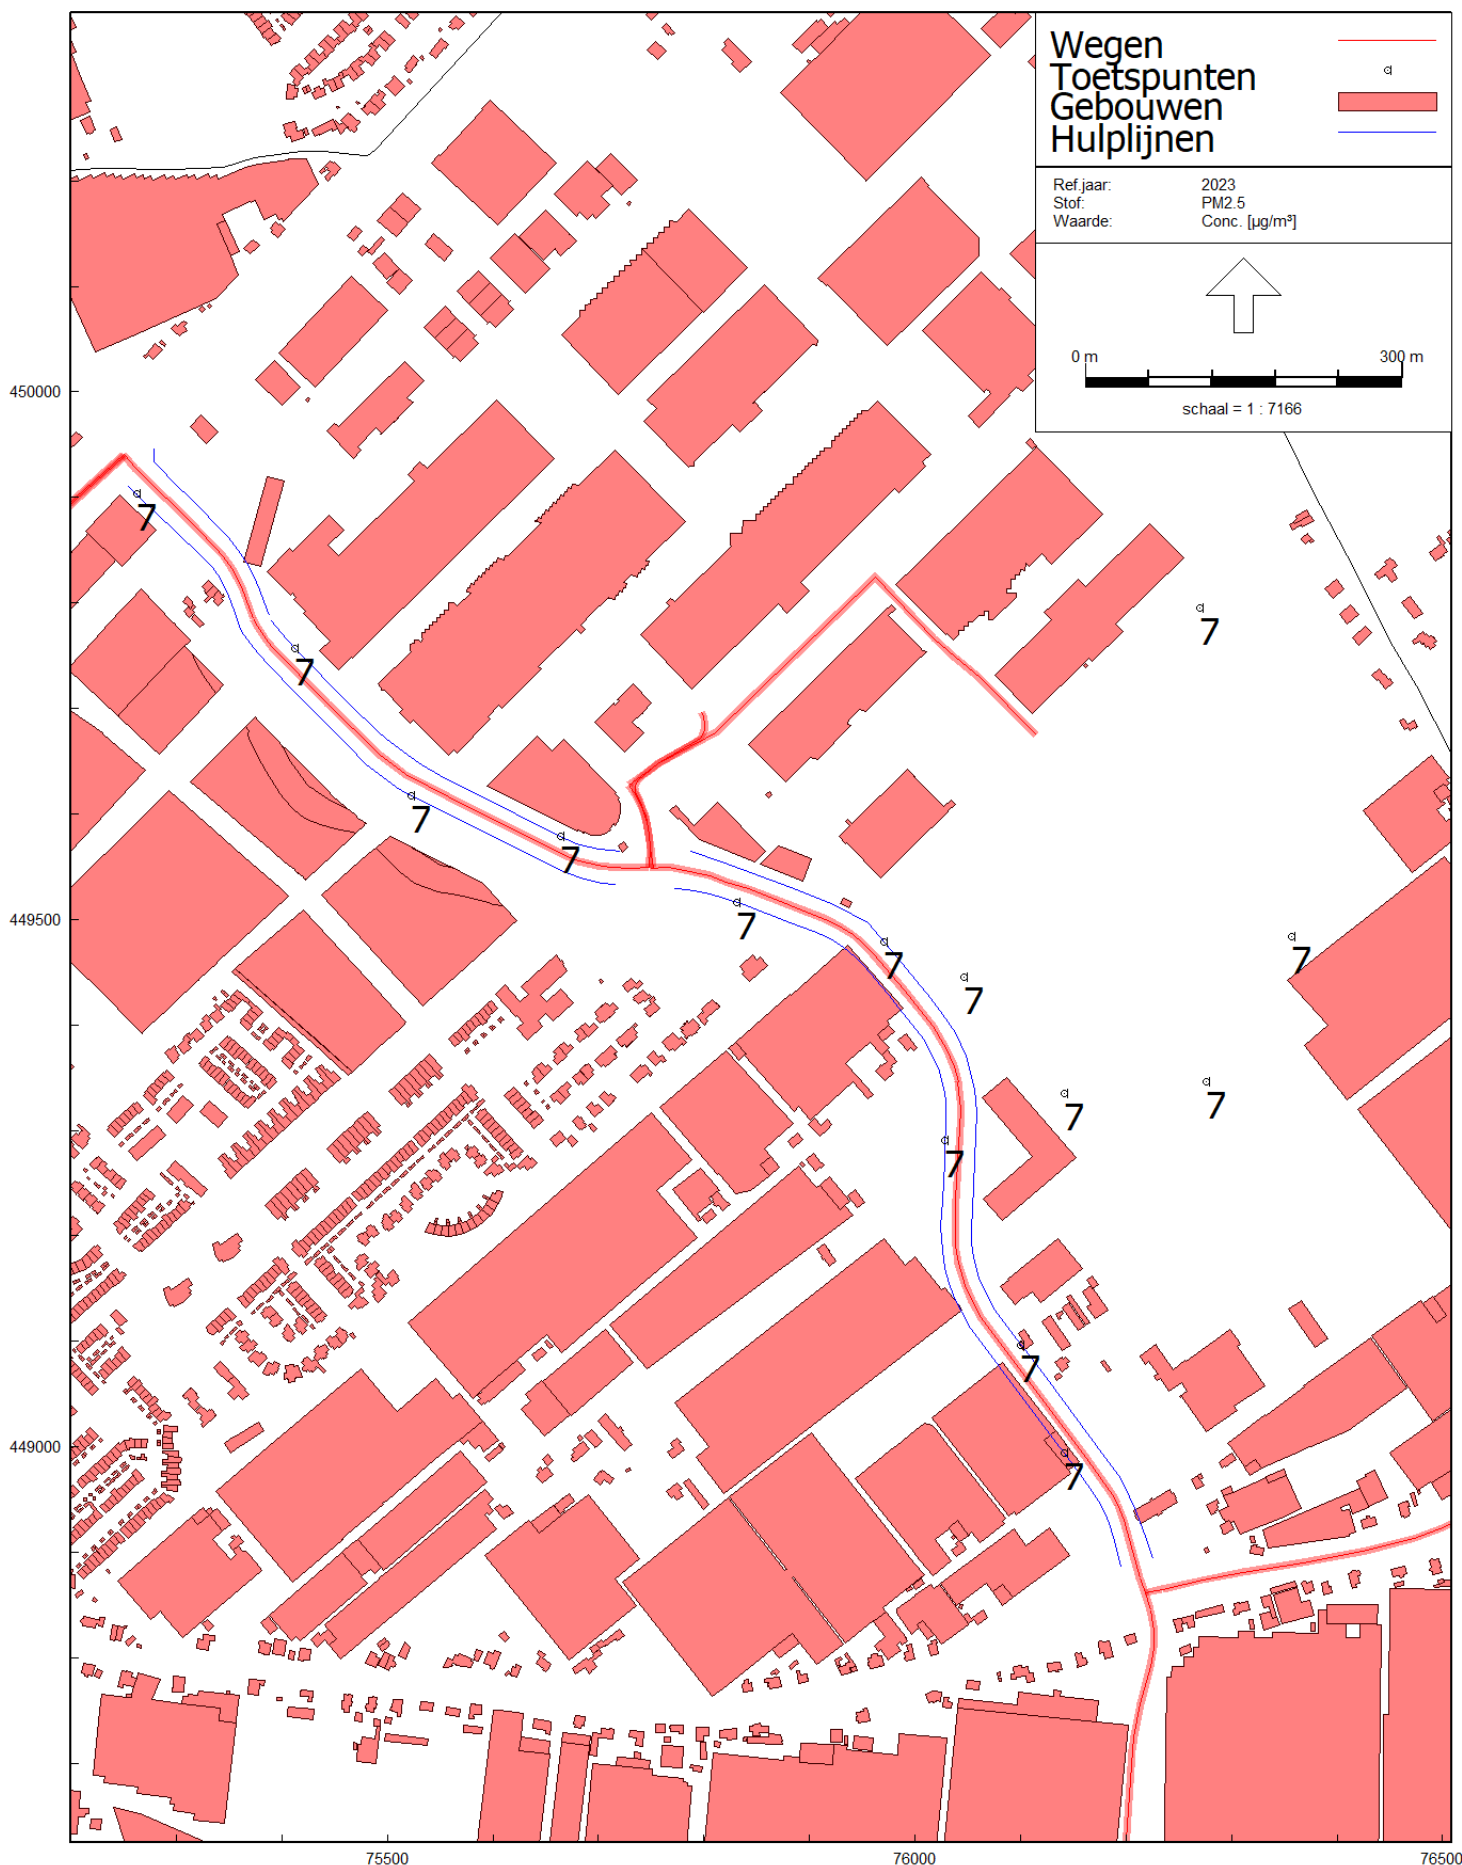 Wegen
Toetspunten
Gebouwen
Hulplijnen
Ref.jaar: 2023
Stof: PM2.5
Waarde: Conc. [µg/m³]
0 m 300 m
schaal = 1 : 7166
450000
7
7
7
7
7
449500
7
7
7
7
7
7
7
7
449000
7
75500 76000 76500